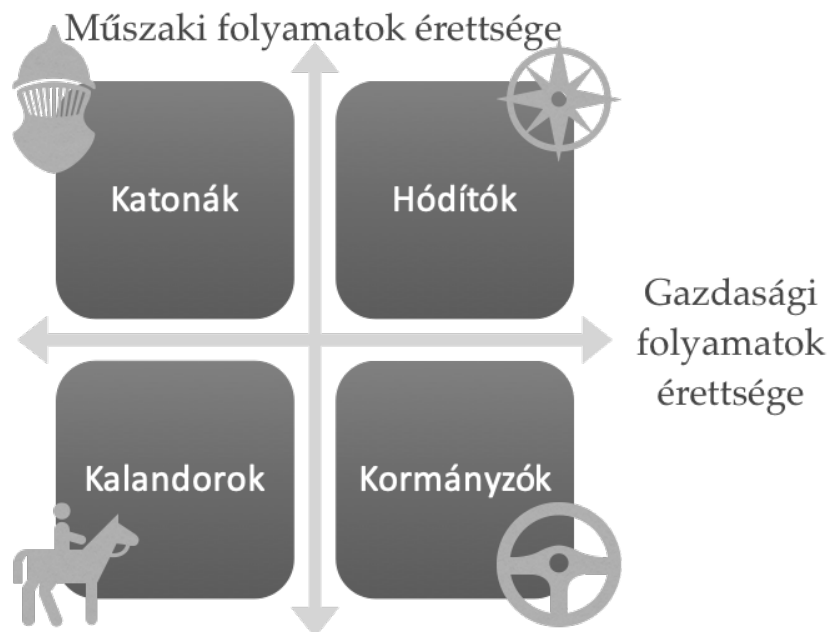 Műszaki folyamatok érettsége
Katonák
Hódítók
Gazdasági
folyamatok
érettsége
Kalandorok
Kormányzók